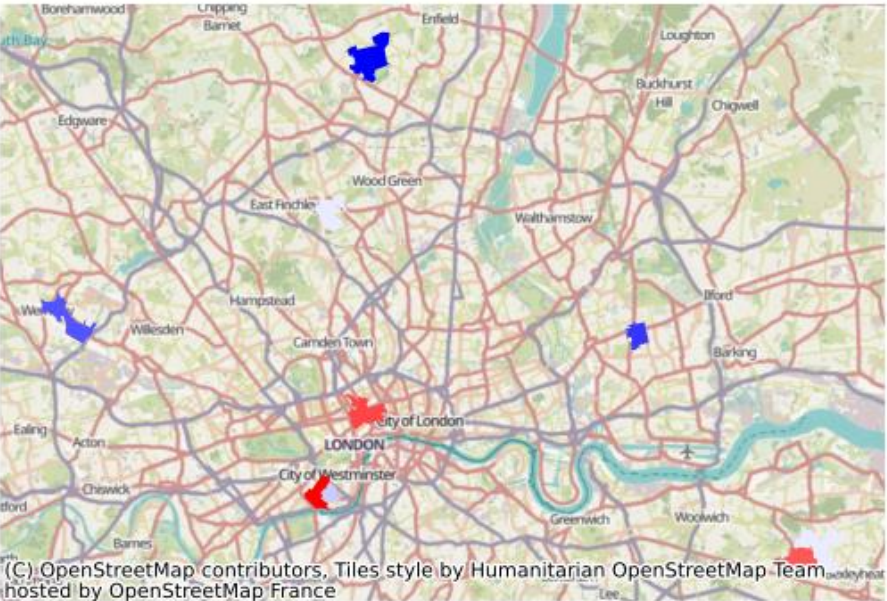 Borehamwood
Chipping
Barnet
Enfield
Loughton
Buckhurst
Hill
Chigwell
Edgware
Wood Green
East Finchley
Walthamstow
Hampstead
Ilford
Willesden
Camden Town
Barking
City of London
Ealing
Acton
LONDON
City of Westminster
Chiswick
Greenwich
Woolwich
Barnes
(C) OpenStreetMap contributors, Tiles style by Humanitarian OpenStreetMap Team
hosted by OpenStreetMap France
Lee